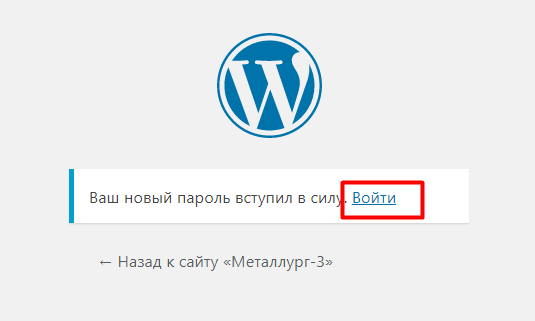 Ваш новый пароль вступил в силу. Войти
← Назад к сайту «Металлург-3»